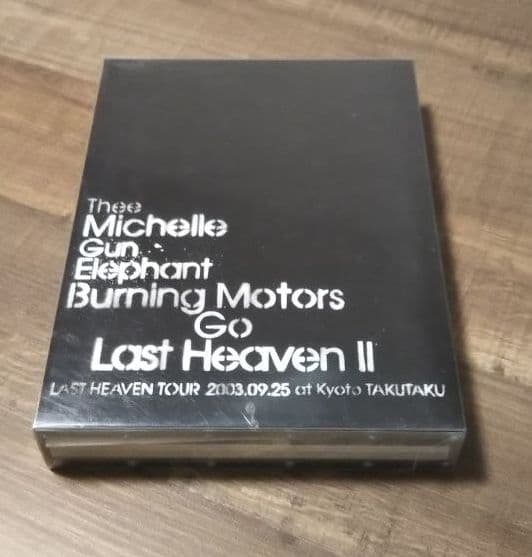 Thee
Michelle
Gun
Elephant
Burning Motors
Go
Last Heaven II
LAST HEAVEN TOUR 2003.09.25 at Kyoto TAKUTAKU